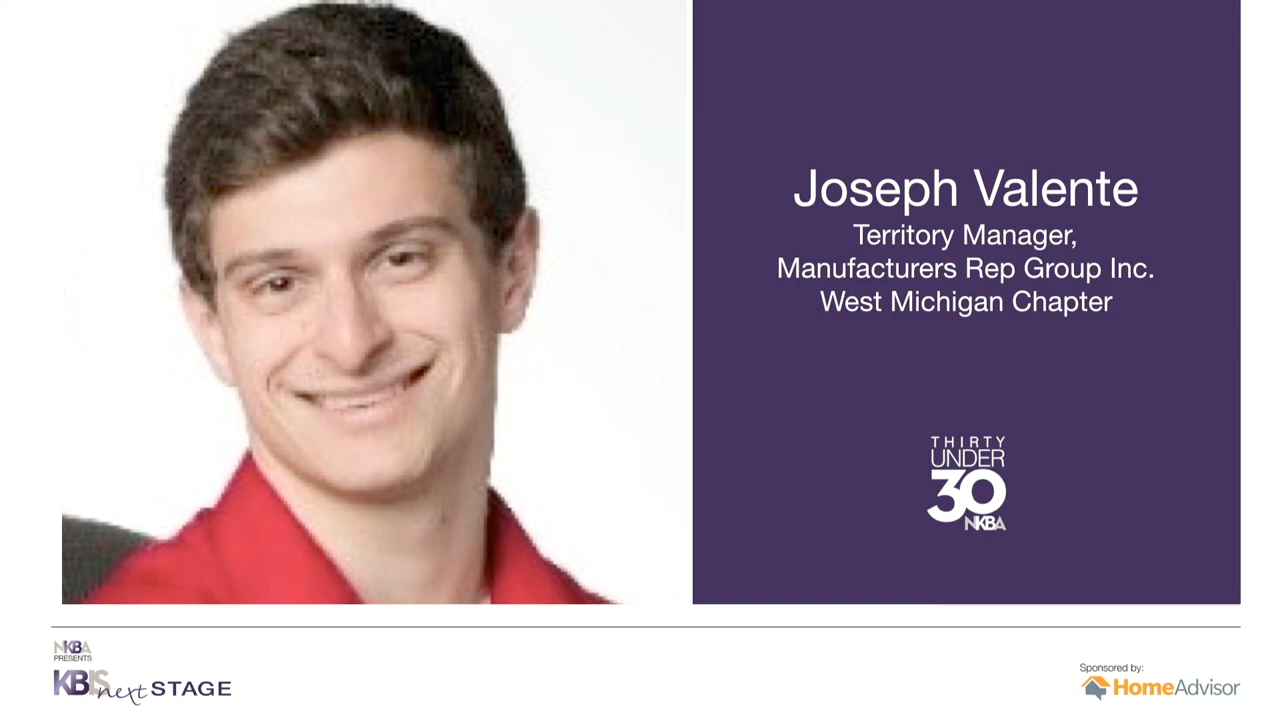 Joseph Valente
Territory Manager,
Manufacturers Rep Group Inc.
West Michigan Chapter
THIRTY
UNDER
30
NKBA
NKBA
PRESENTS
KBIS next STAGE
Sponsored by:
HomeAdvisor